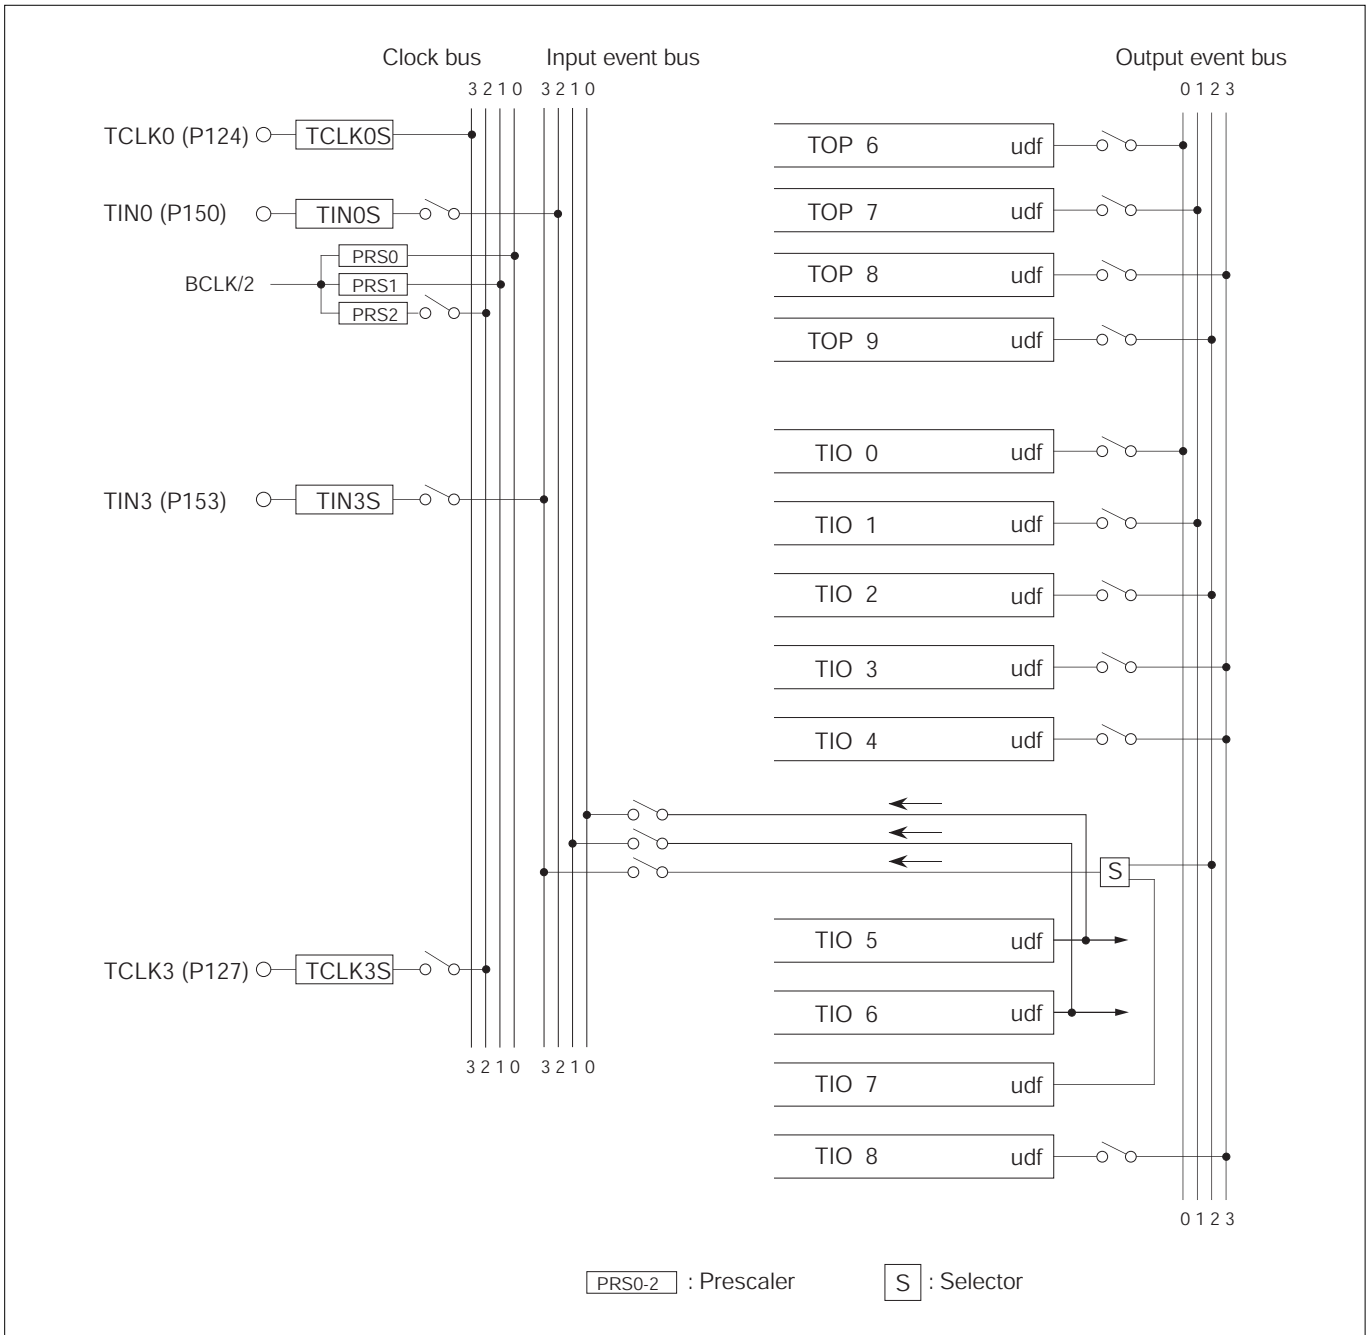 Clock bus Input event bus Output event bus
3 2 1 0 3 2 1 0 0 1 2 3
TCLK0 (P124) TCLK0S TOP 6 udf
TIN0 (P150) TIN0S TOP 7 udf
PRS0
BCLK/2 PRS1 TOP 8 udf
PRS2
TOP 9 udf
TIO 0 udf
TIN3 (P153) TIN3S
TIO 1 udf
TIO 2 udf
TIO 3 udf
TIO 4 udf
S
TIO 5 udf
TCLK3 (P127) TCLK3S
TIO 6 udf
3 2 1 0 3 2 1 0
TIO 7 udf
TIO 8 udf
0 1 2 3
PRS0-2 : Prescaler S : Selector